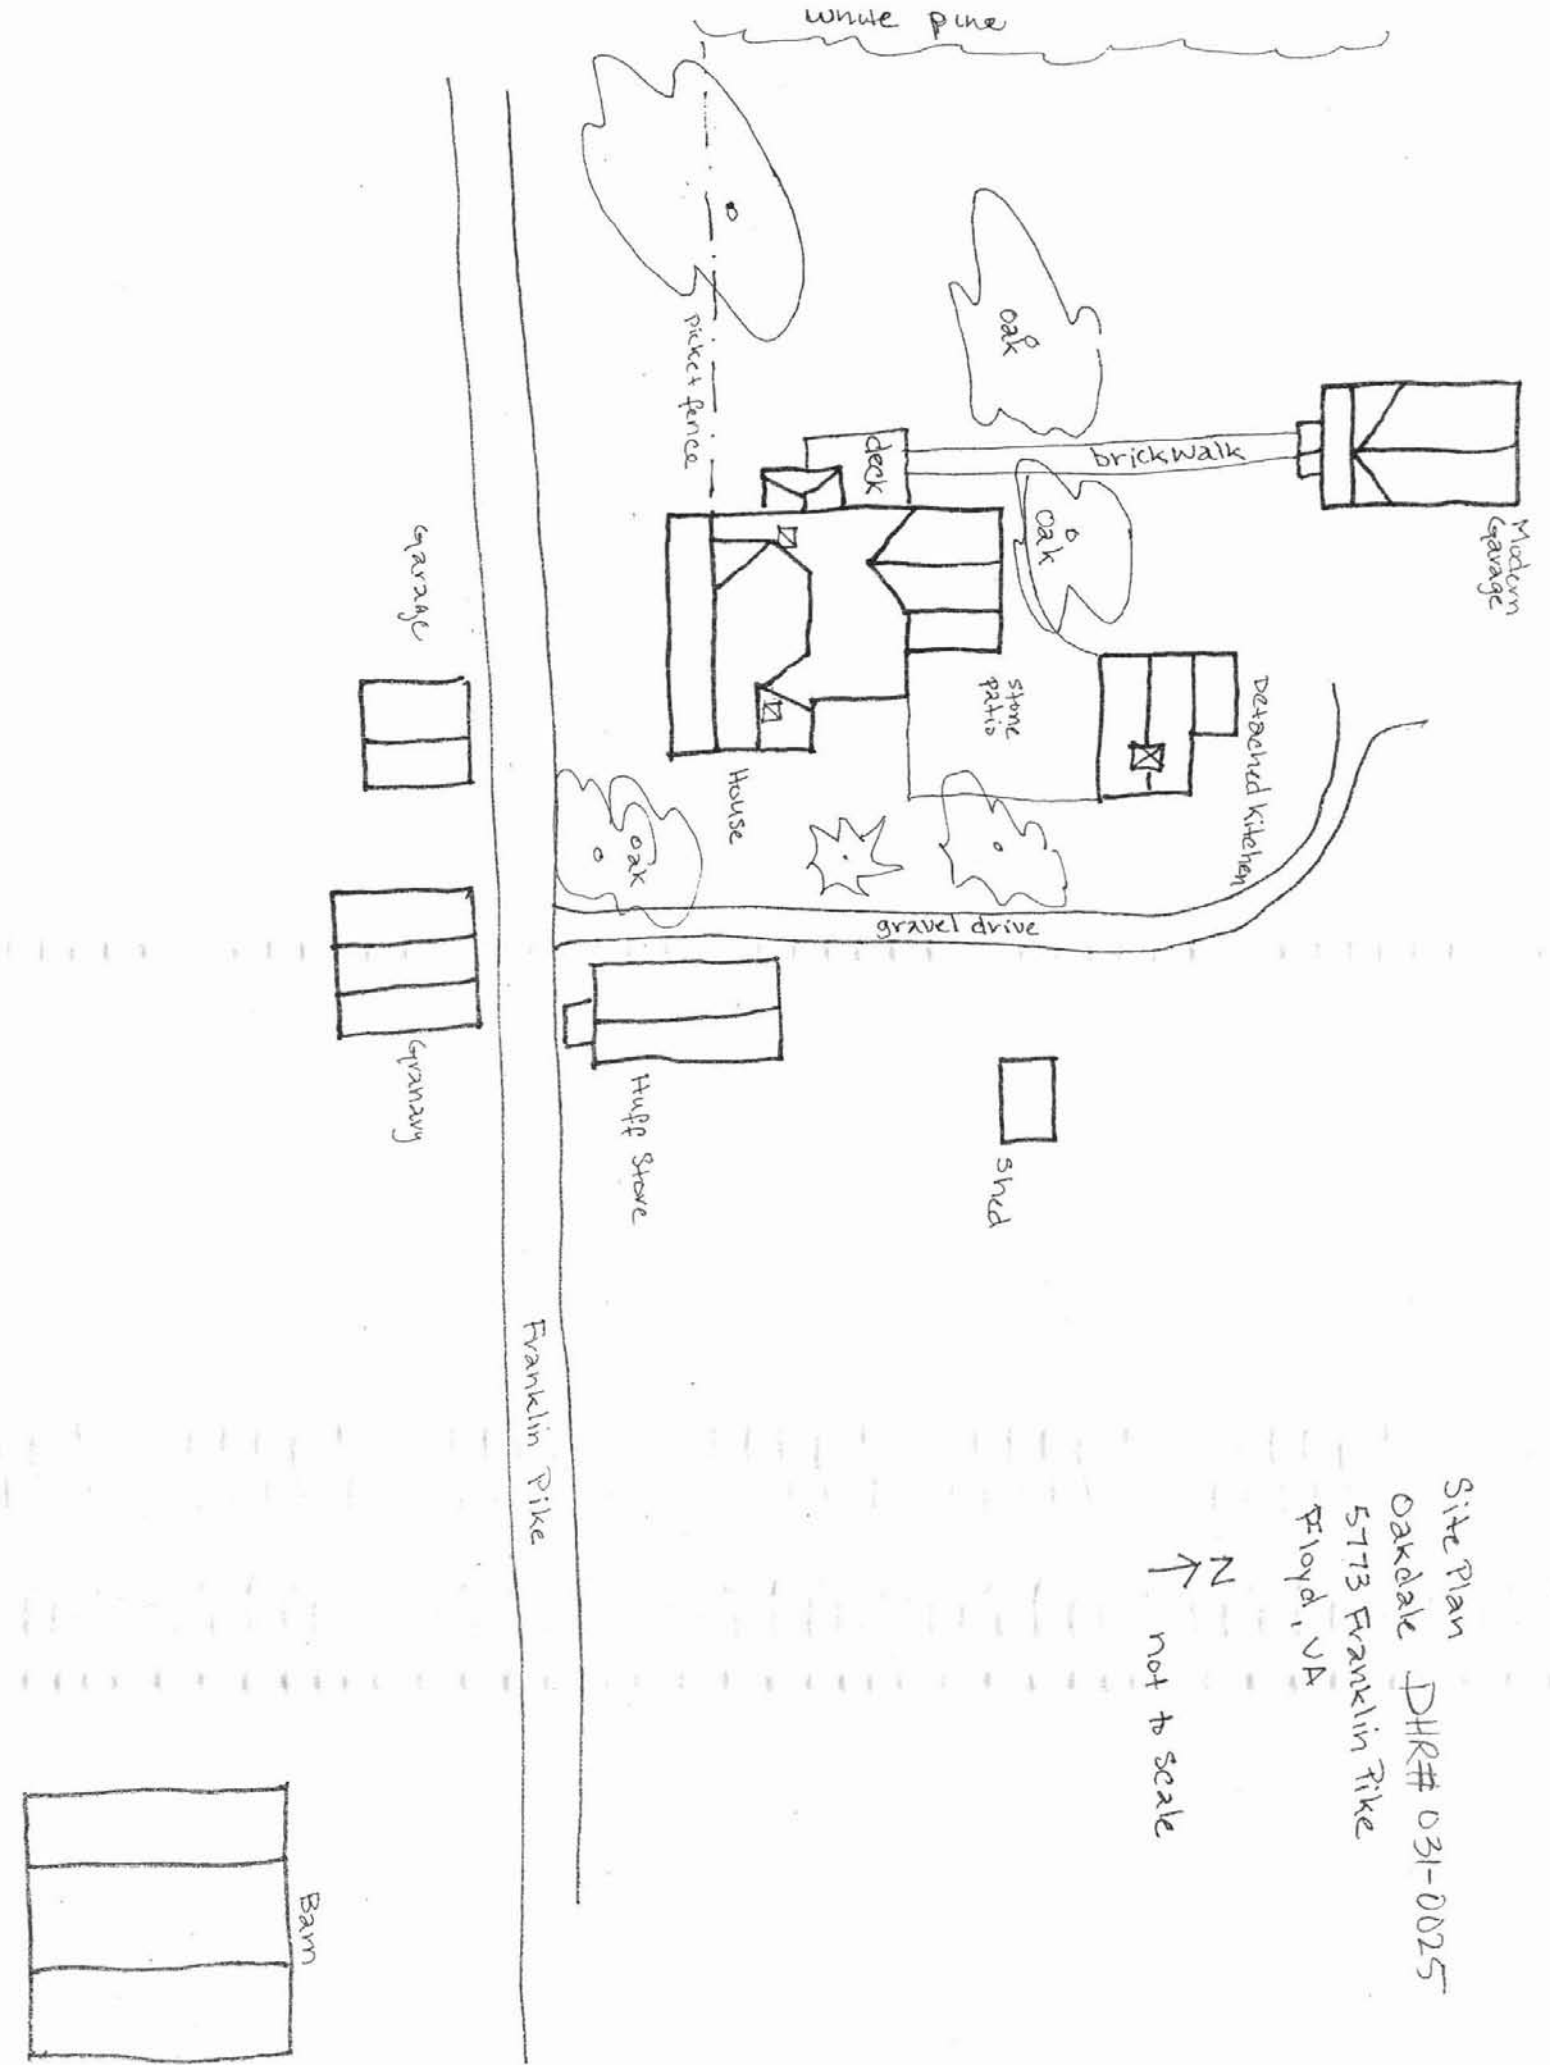 Site Plan
Oakdale DHR# 031-0025
5773 Franklin Pike
Floyd, VA
N
not to scale
Modern
Garage
Detached Kitchen
brickwalk
oak
oak
stone
patio
deck
gravel drive
Shed
white pine
Picket fence
House
oak
Huff Store
Franklin Pike
Garage
Granary
Barn